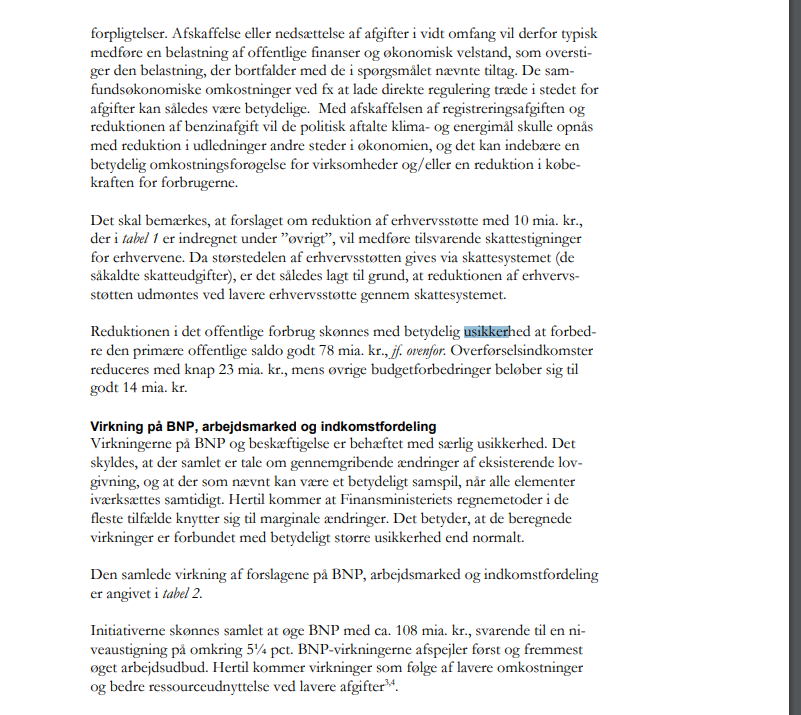 forpligtelser. Afskaffelse eller nedsættelse af afgifter i vidt omfang vil derfor typisk
medføre en belastning af offentlige finanser og økonomisk velstand, som oversti-
ger den belastning, der bortfalder med de i spørgsmålet nævnte tiltag. De sam-
fundsøkonomiske omkostninger ved fx at lade direkte regulering træde i stedet for
afgifter kan således være betydelige.  Med afskaffelsen af registreringsafgiften og
reduktionen af benzinafgift vil de politisk aftalte klima- og energimål skulle opnås
med reduktion i udledninger andre steder i økonomien, og det kan indebære en
betydelig omkostningsforøgelse for virksomheder og/eller en reduktion i købe-
kraften for forbrugerne.
Det skal bemærkes, at forslaget om reduktion af erhvervsstøtte med 10 mia. kr.,
der i tabel 1 er indregnet under ”øvrigt”, vil medføre tilsvarende skattestigninger
for erhvervene. Da størstedelen af erhvervsstøtten gives via skattesystemet (de
såkaldte skatteudgifter), er det således lagt til grund, at reduktionen af erhvervs-
støtten udmøntes ved lavere erhvervsstøtte gennem skattesystemet.
Reduktionen i det offentlige forbrug skønnes med betydelig usikkerhed at forbed-
re den primære offentlige saldo godt 78 mia. kr., jf. ovenfor. Overførselsindkomster
reduceres med knap 23 mia. kr., mens øvrige budgetforbedringer beløber sig til
godt 14 mia. kr.
Virkning på BNP, arbejdsmarked og indkomstfordeling
Virkningerne på BNP og beskæftigelse er behæftet med særlig usikkerhed. Det
skyldes, at der samlet er tale om gennemgribende ændringer af eksisterende lov-
givning, og at der som nævnt kan være et betydeligt samspil, når alle elementer
iværksættes samtidigt. Hertil kommer at Finansministeriets regnemetoder i de
fleste tilfælde knytter sig til marginale ændringer. Det betyder, at de beregnede
virkninger er forbundet med betydeligt større usikkerhed end normalt.
Den samlede virkning af forslagene på BNP, arbejdsmarked og indkomstfordeling
er angivet i tabel 2.
Initiativerne skønnes samlet at øge BNP med ca. 108 mia. kr., svarende til en ni-
veaustigning på omkring 5¼ pct. BNP-virkningerne afspejler først og fremmest
øget arbejdsudbud. Hertil kommer virkninger som følge af lavere omkostninger
og bedre ressourceudnyttelse ved lavere afgifter³,⁴.